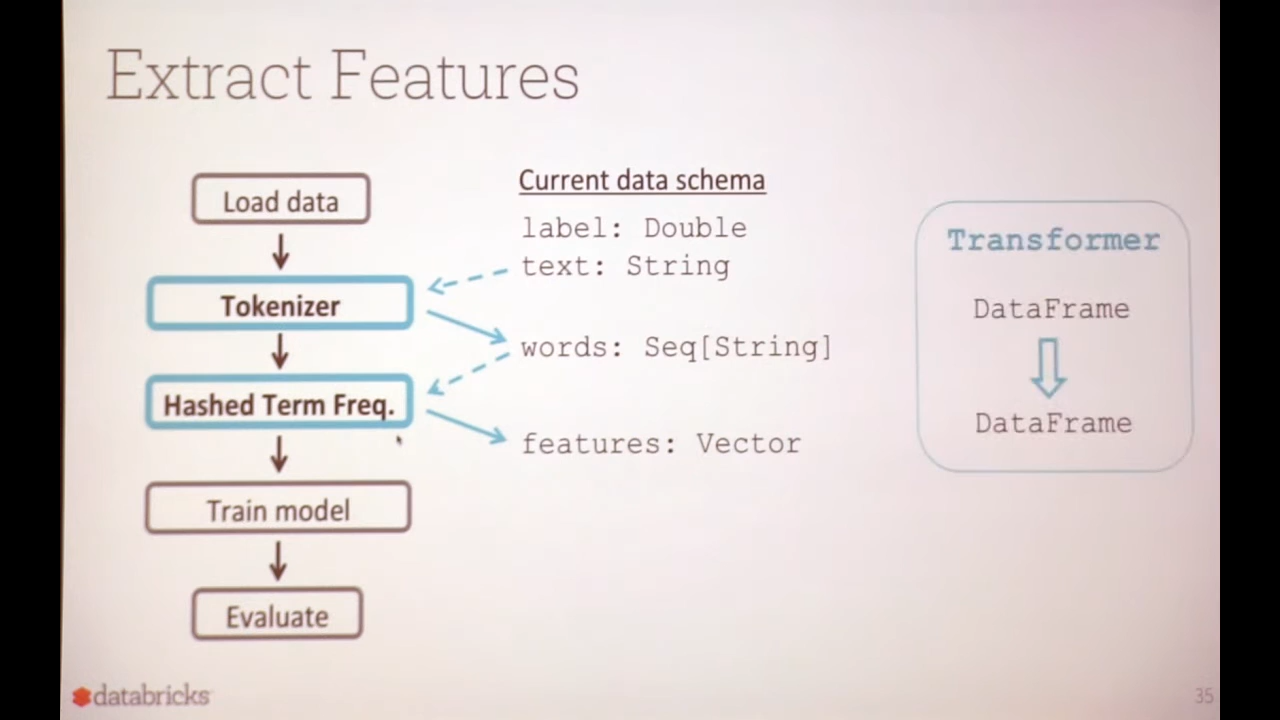 Extract Features
Load data
Tokenizer
Hashed Term Freq.
Train model
Evaluate
Current data schema
label: Double
text: String
words: Seq[String]
features: Vector
Transformer
DataFrame
DataFrame
databricks
35